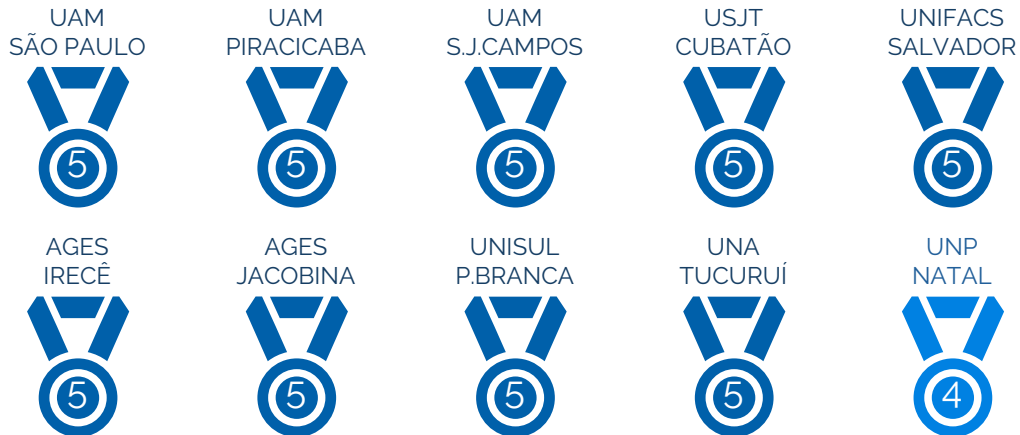 UAM
SÃO PAULO
5
UAM
PIRACICABA
5
UAM
S.J.CAMPOS
5
USJT
CUBATÃO
5
UNIFACS
SALVADOR
5
AGES
IRECÊ
5
AGES
JACOBINA
5
UNISUL
P.BRANCA
5
UNA
TUCURUÍ
5
UNP
NATAL
4